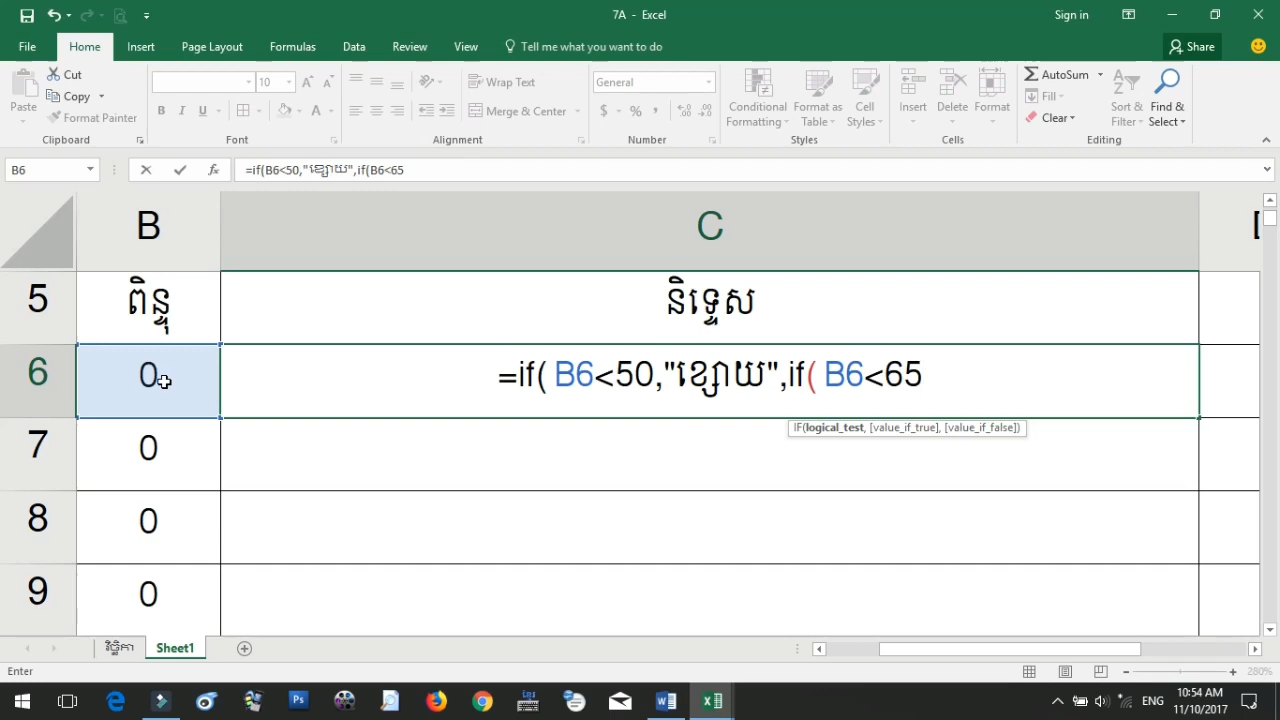 7A - Excel
Sign in
File Home Insert Page Layout Formulas Data Review View Tell me what you want to do Share
Paste
Cut
Copy
Format Painter
Clipboard
10
B I U
Font
Wrap Text
Merge & Center
Alignment
General
$ % ,
Number
Conditional Formatting
Format as Table
Cell Styles
Styles
Insert
Delete
Format
Cells
AutoSum
Fill
Clear
Sort & Filter
Find & Select
Editing
B6
fx
=if(B6<50,"ខ្សោយ",if(B6<65
B C
5 ពិន្ទុ និទ្ទេស
6 0 =if( B6<50,"ខ្សោយ",if( B6<65
IF(logical_test, [value_if_true], [value_if_false])
7 0
8 0
9 0
Sheet1
Enter
280%
ENG
10:54 AM
11/10/2017